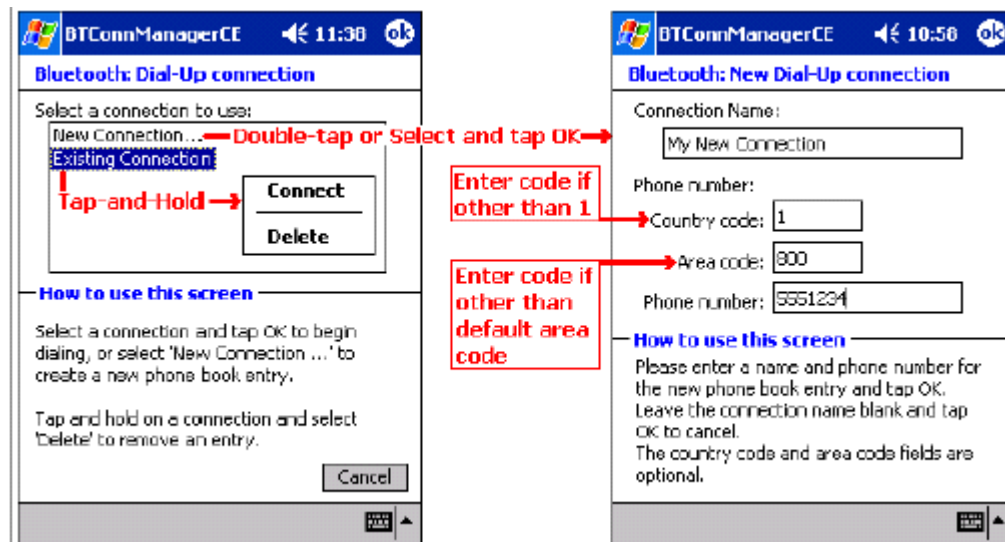 BTConnManagerCE 11:38 ok
Bluetooth: Dial-Up connection
Select a connection to use:
New Connection...
Existing Connection
Double-tap or Select and tap OK
Tap-and-Hold
Connect
Delete
How to use this screen
Select a connection and tap OK to begin
dialing, or select 'New Connection ...' to
create a new phone book entry.
Tap and hold on a connection and select
'Delete' to remove an entry.
Cancel
Enter code if
other than 1
Enter code if
other than
default area
code
BTConnManagerCE 10:58 ok
Bluetooth: New Dial-Up connection
Connection Name:
My New Connection
Phone number:
Country code: 1
Area code: 800
Phone number: 5551234
How to use this screen
Please enter a name and phone number for
the new phone book entry and tap OK.
Leave the connection name blank and tap
OK to cancel.
The country code and area code fields are
optional.